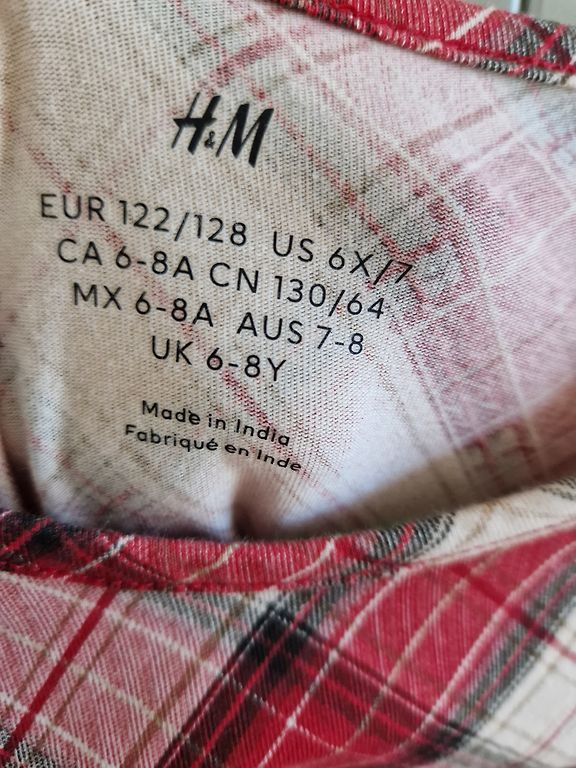 H&M
EUR 122/128 US 6X/7
CA 6-8A CN 130/64
MX 6-8A AUS 7-8
UK 6-8Y
Made in India
Fabriqué en Inde